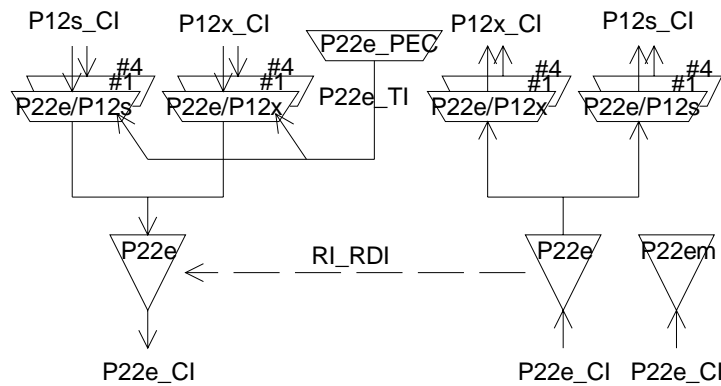 P12s_CI P12x_CI P12x_CI P12s_CI
P22e_PEC
#4 #4 #4 #4
#1 #1 #1 #1
P22e/P12s P22e/P12x P22e_TI P22e/P12x P22e/P12s
P22e RI_RDI P22e P22em
P22e_CI P22e_CI P22e_CI